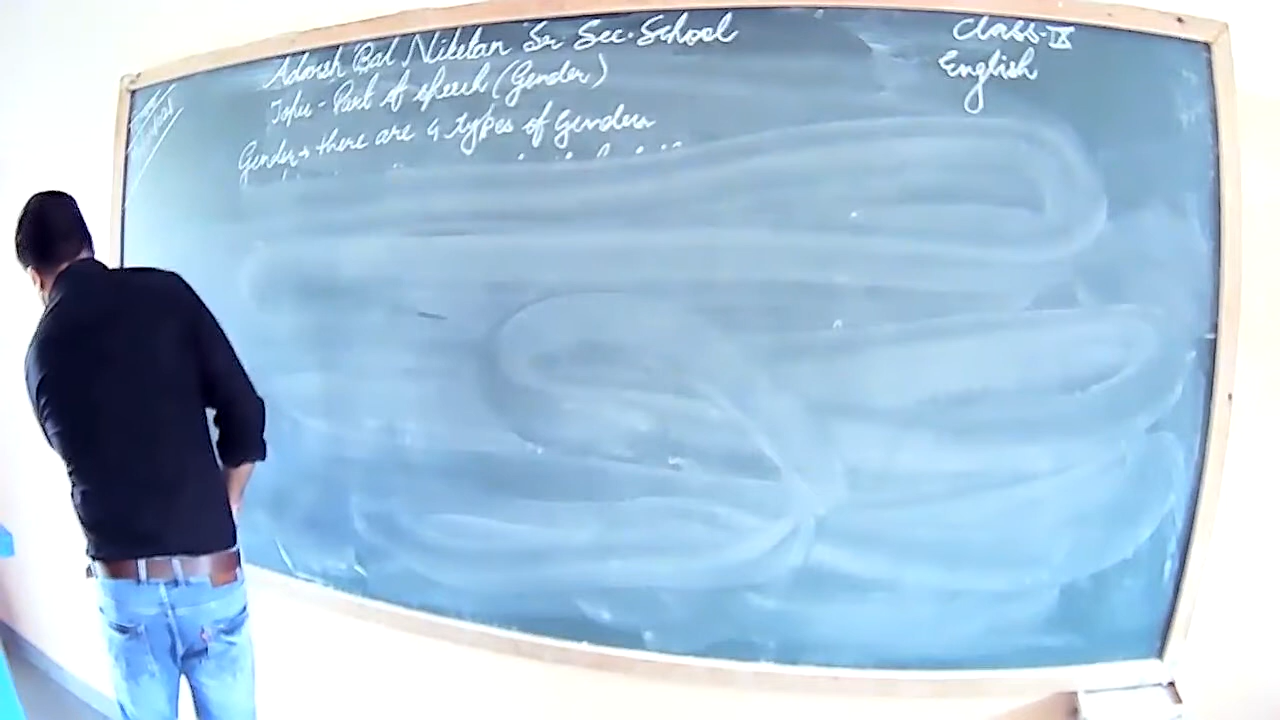 Adarsh Bal Niketan Sr. Sec. School
Class-IX
English
Topic - Part of speech (Gender)
Gender → there are 4 types of Genders